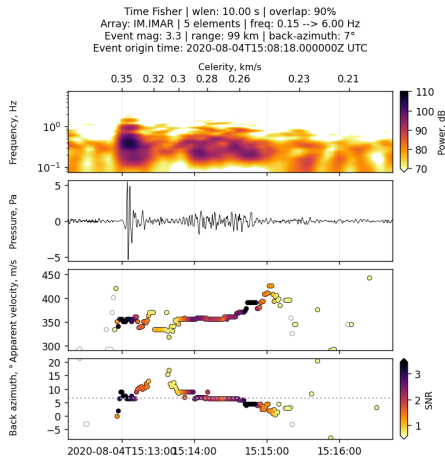 Time Fisher | wlen: 10.00 s | overlap: 90%
Array: IM.IMAR | 5 elements | freq: 0.15 --> 6.00 Hz
Event mag: 3.3 | range: 99 km | back-azimuth: 7°
Event origin time: 2020-08-04T15:08:18.000000Z UTC
Celerity, km/s
0.35 0.32 0.3 0.28 0.26 0.23 0.21
Frequency, Hz
10⁰
10⁻¹
110
100
90
80
70
Power, dB
Pressure, Pa
5
0
−5
Apparent velocity, m/s
450
400
350
300
Back azimuth, °
20
15
10
5
0
−5
3
2
1
SNR
2020-08-04T15:13:00 15:14:00 15:15:00 15:16:00